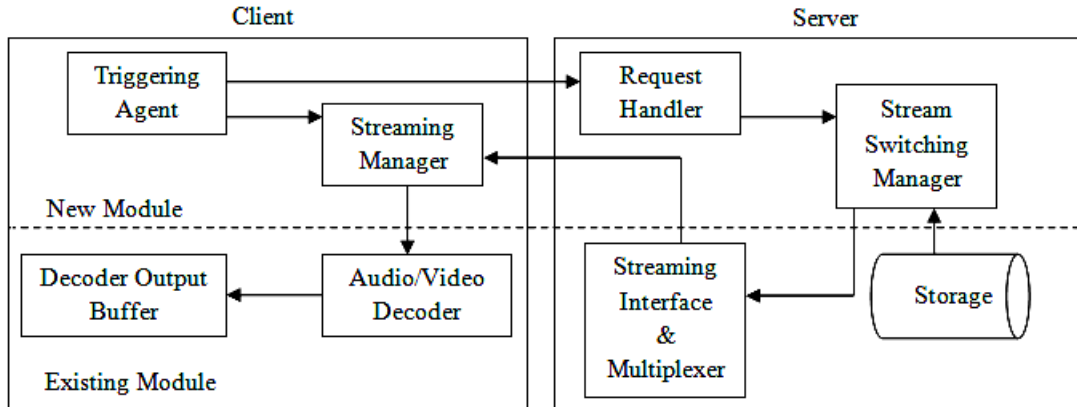 Client
Server
Triggering
Agent
Streaming
Manager
Request
Handler
Stream
Switching
Manager
New Module
Decoder Output
Buffer
Audio/Video
Decoder
Streaming
Interface
&
Multiplexer
Storage
Existing Module